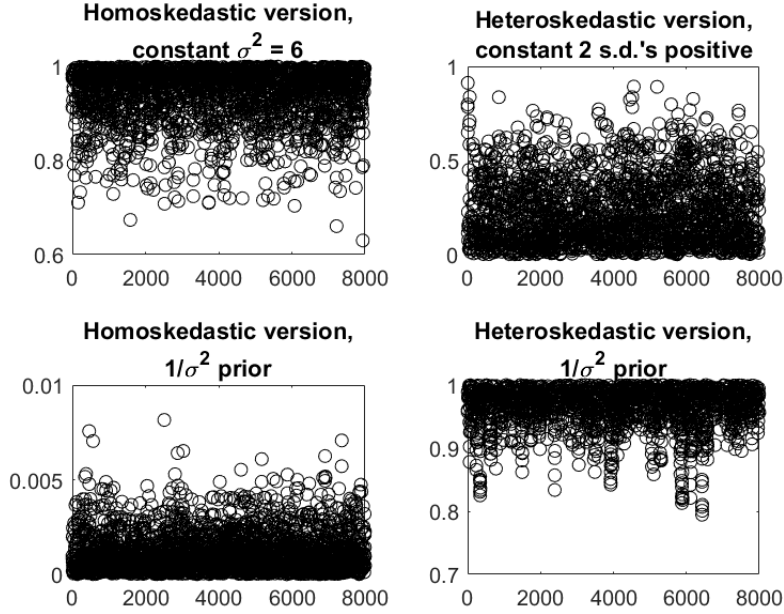 Homoskedastic version,
constant σ² = 6
1
0.8
0.6
0 2000 4000 6000 8000
Heteroskedastic version,
constant 2 s.d.'s positive
1
0.5
0
0 2000 4000 6000 8000
Homoskedastic version,
1/σ² prior
0.01
0.005
0
0 2000 4000 6000 8000
Heteroskedastic version,
1/σ² prior
1
0.9
0.8
0.7
0 2000 4000 6000 8000